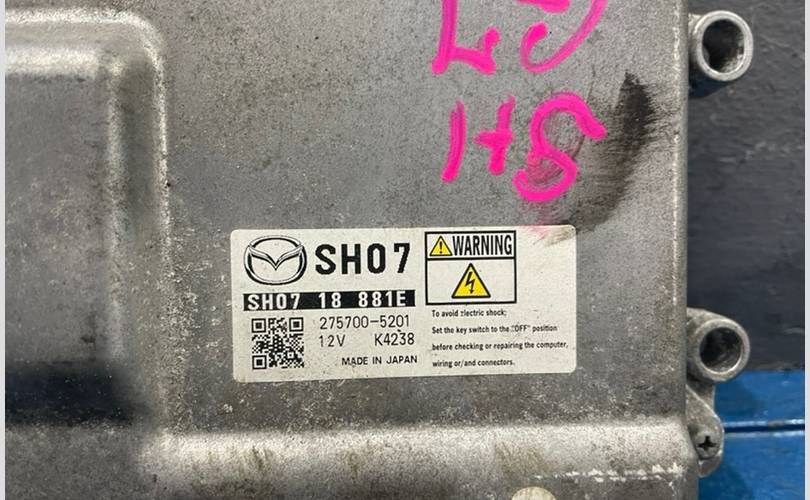 SH07
SH07 18 881E
275700-5201
12V K4238
MADE IN JAPAN
WARNING
To avoid electric shock;
Set the key switch to the "OFF" position
before checking or repairing the computer,
wiring or/and connectors.